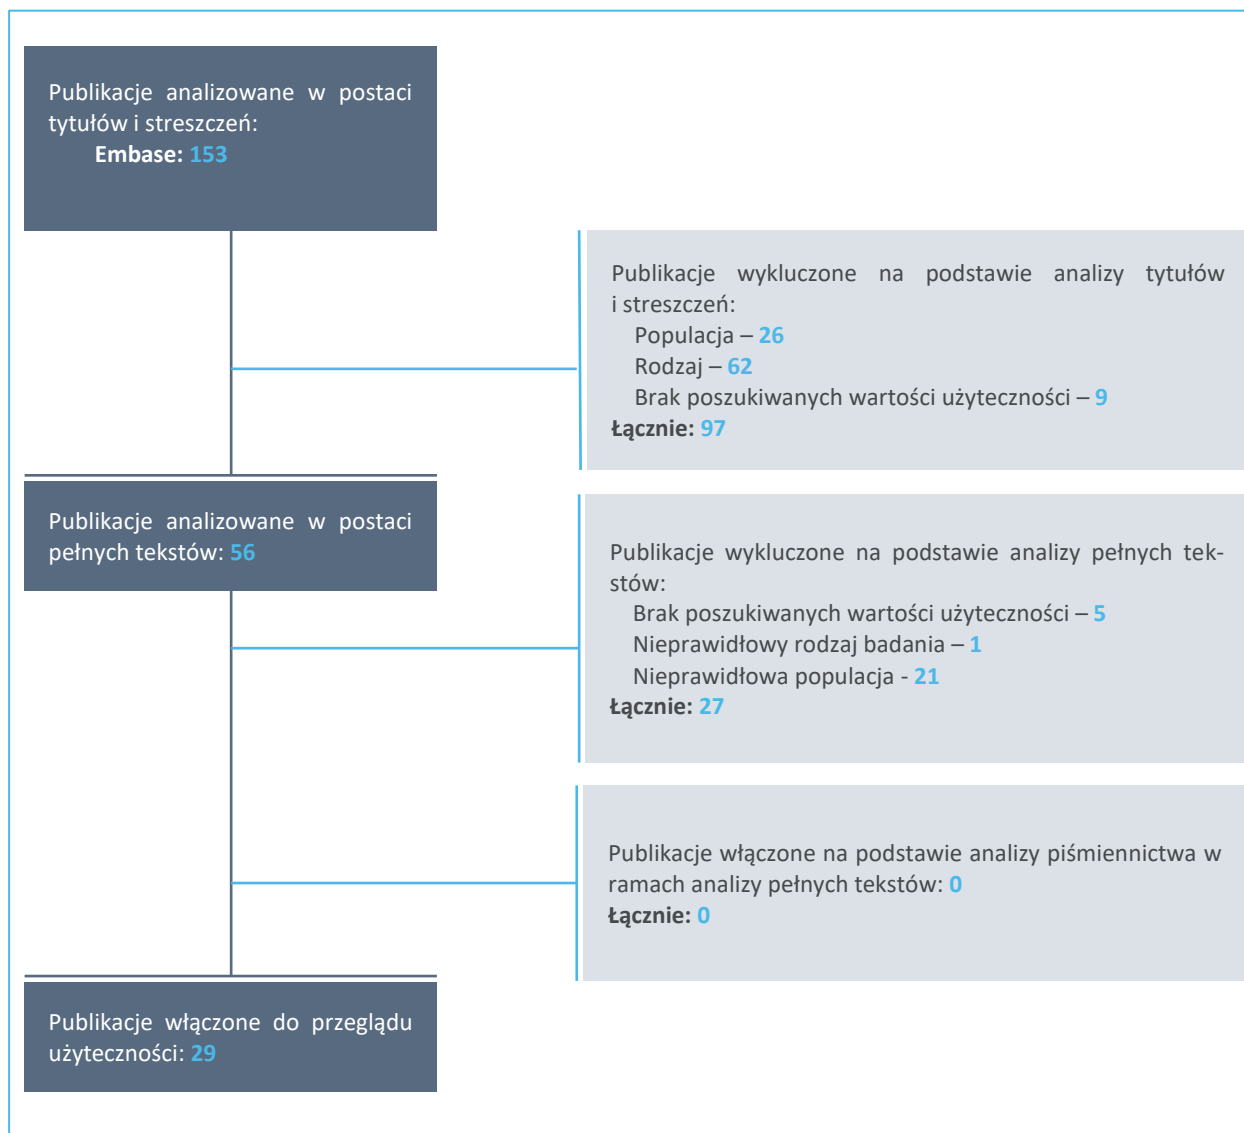 Publikacje analizowane w postaci
tytułów i streszczeń:
Embase: 153
Publikacje wykluczone na podstawie analizy tytułów
i streszczeń:
Populacja – 26
Rodzaj – 62
Brak poszukiwanych wartości użyteczności – 9
Łącznie: 97
Publikacje analizowane w postaci
pełnych tekstów: 56
Publikacje wykluczone na podstawie analizy pełnych tek-
stów:
Brak poszukiwanych wartości użyteczności – 5
Nieprawidłowy rodzaj badania – 1
Nieprawidłowa populacja - 21
Łącznie: 27
Publikacje włączone na podstawie analizy piśmiennictwa w
ramach analizy pełnych tekstów: 0
Łącznie: 0
Publikacje włączone do przeglądu
użyteczności: 29